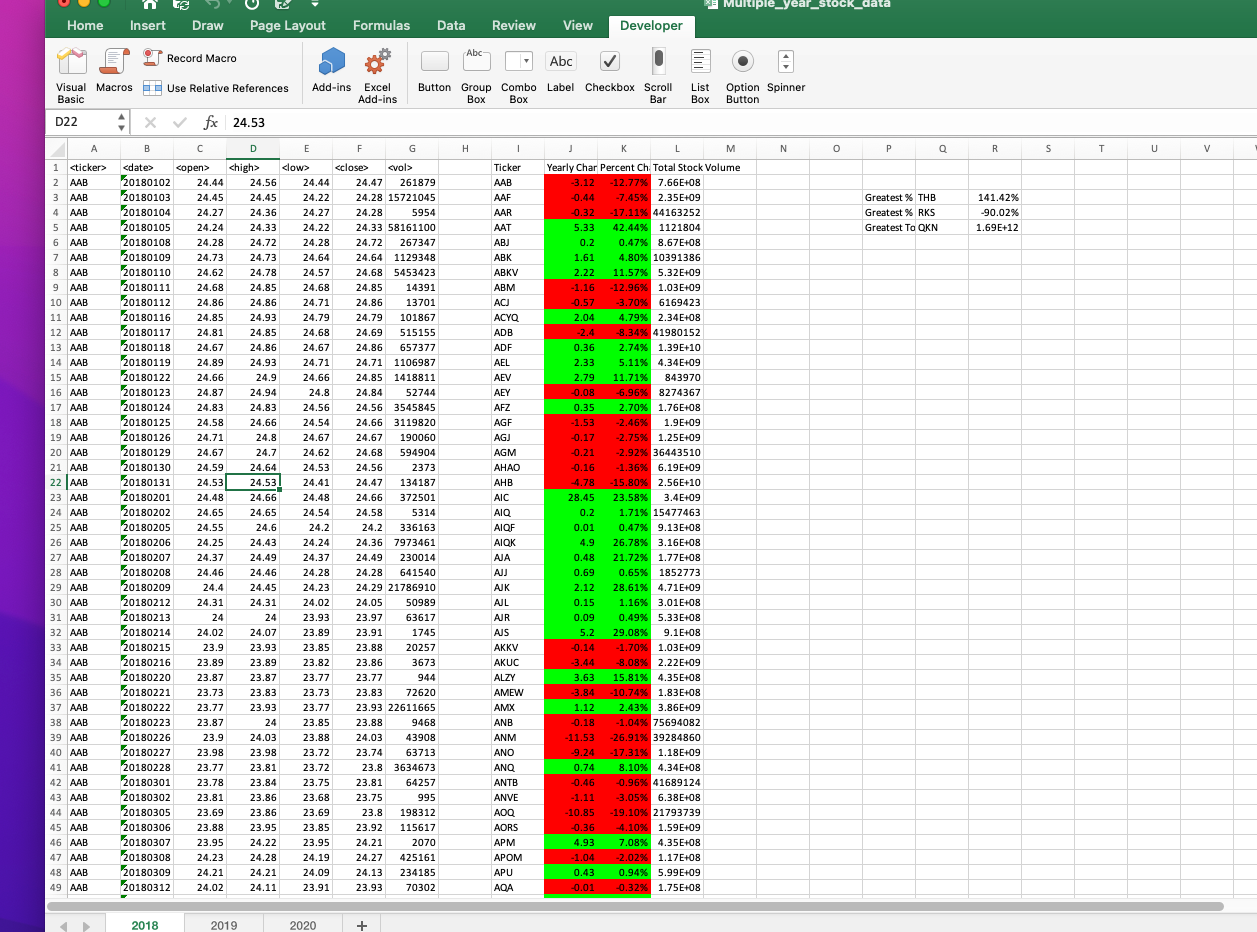 Multiple_year_stock_data
Home Insert Draw Page Layout Formulas Data Review View Developer
Record Macro
Use Relative References
Visual Basic Macros Add-ins Excel Add-ins Button Group Box Combo Box Label Checkbox Scroll Bar List Box Option Button Spinner
Abc Abc
D22 fx 24.53
A B C D E F G H I J K L M N O P Q R S T U V
1 <ticker> <date> <open> <high> <low> <close> <vol> Ticker Yearly Char Percent Ch Total Stock Volume
2 AAB 20180102 24.44 24.56 24.44 24.47 261879 AAB -3.12 -12.77% 7.66E+08
3 AAB 20180103 24.45 24.45 24.22 24.28 15721045 AAF -0.44 -7.45% 2.35E+09 Greatest % THB 141.42%
4 AAB 20180104 24.27 24.36 24.27 24.28 5954 AAR -0.32 -17.11% 44163252 Greatest % RKS -90.02%
5 AAB 20180105 24.24 24.33 24.22 24.33 58161100 AAT 5.33 42.44% 1121804 Greatest To QKN 1.69E+12
6 AAB 20180108 24.28 24.72 24.28 24.72 267347 ABJ 0.2 0.47% 8.67E+08
7 AAB 20180109 24.73 24.73 24.64 24.64 1129348 ABK 1.61 4.80% 10391386
8 AAB 20180110 24.62 24.78 24.57 24.68 5453423 ABKV 2.22 11.57% 5.32E+09
9 AAB 20180111 24.68 24.85 24.68 24.85 14391 ABM -1.16 -12.96% 1.03E+09
10 AAB 20180112 24.86 24.86 24.71 24.86 13701 ACJ -0.57 -3.70% 6169423
11 AAB 20180116 24.85 24.93 24.79 24.79 101867 ACYQ 2.04 4.79% 2.34E+08
12 AAB 20180117 24.81 24.85 24.68 24.69 515155 ADB -2.4 -8.34% 41980152
13 AAB 20180118 24.67 24.86 24.67 24.86 657377 ADF 0.36 2.74% 1.39E+10
14 AAB 20180119 24.89 24.93 24.71 24.71 1106987 AEL 2.33 5.11% 4.34E+09
15 AAB 20180122 24.66 24.9 24.66 24.85 1418811 AEV 2.79 11.71% 843970
16 AAB 20180123 24.87 24.94 24.8 24.84 52744 AEY -0.08 -6.96% 8274367
17 AAB 20180124 24.83 24.83 24.56 24.56 3545845 AFZ 0.35 2.70% 1.76E+08
18 AAB 20180125 24.58 24.66 24.54 24.66 3119820 AGF -1.53 -2.46% 1.9E+09
19 AAB 20180126 24.71 24.8 24.67 24.67 190060 AGJ -0.17 -2.75% 1.25E+09
20 AAB 20180129 24.67 24.7 24.62 24.68 594904 AGM -0.21 -2.92% 36443510
21 AAB 20180130 24.59 24.64 24.53 24.56 2373 AHAO -0.16 -1.36% 6.19E+09
22 AAB 20180131 24.53 24.53 24.41 24.47 134187 AHB -4.78 -15.80% 2.56E+10
23 AAB 20180201 24.48 24.66 24.48 24.66 372501 AIC 28.45 23.58% 3.4E+09
24 AAB 20180202 24.65 24.65 24.54 24.58 5314 AIQ 0.2 1.71% 15477463
25 AAB 20180205 24.55 24.6 24.2 24.2 336163 AIQF 0.01 0.47% 9.13E+08
26 AAB 20180206 24.25 24.43 24.24 24.36 7973461 AIQK 4.9 26.78% 3.16E+08
27 AAB 20180207 24.37 24.49 24.37 24.49 230014 AJA 0.48 21.72% 1.77E+08
28 AAB 20180208 24.46 24.46 24.28 24.28 641540 AJJ 0.69 0.65% 1852773
29 AAB 20180209 24.4 24.45 24.23 24.29 21786910 AJK 2.12 28.61% 4.71E+09
30 AAB 20180212 24.31 24.31 24.02 24.05 50989 AJL 0.15 1.16% 3.01E+08
31 AAB 20180213 24 24 23.93 23.97 63617 AJR 0.09 0.49% 5.33E+08
32 AAB 20180214 24.02 24.07 23.89 23.91 1745 AJS 5.2 29.08% 9.1E+08
33 AAB 20180215 23.9 23.93 23.85 23.88 20257 AKKV -0.14 -1.70% 1.03E+09
34 AAB 20180216 23.89 23.89 23.82 23.86 3673 AKUC -3.44 -8.08% 2.22E+09
35 AAB 20180220 23.87 23.87 23.77 23.77 944 ALZY 3.63 15.81% 4.35E+08
36 AAB 20180221 23.73 23.83 23.73 23.83 72620 AMEW -3.84 -10.74% 1.83E+08
37 AAB 20180222 23.77 23.93 23.77 23.93 22611665 AMX 1.12 2.43% 3.86E+09
38 AAB 20180223 23.87 24 23.85 23.88 9468 ANB -0.18 -1.04% 75694082
39 AAB 20180226 23.9 24.03 23.88 24.03 43908 ANM -11.53 -26.91% 39284860
40 AAB 20180227 23.98 23.98 23.72 23.74 63713 ANO -9.24 -17.31% 1.18E+09
41 AAB 20180228 23.77 23.81 23.72 23.8 3634673 ANQ 0.74 8.10% 4.34E+08
42 AAB 20180301 23.78 23.84 23.75 23.81 64257 ANTB -0.46 -0.96% 41689124
43 AAB 20180302 23.81 23.86 23.68 23.75 995 ANVE -1.11 -3.05% 6.38E+08
44 AAB 20180305 23.69 23.86 23.69 23.8 198312 AOQ -10.85 -19.10% 21793739
45 AAB 20180306 23.88 23.95 23.85 23.92 115617 AORS -0.36 -4.10% 1.59E+09
46 AAB 20180307 23.95 24.22 23.95 24.21 2070 APM 4.93 7.08% 4.35E+08
47 AAB 20180308 24.23 24.28 24.19 24.27 425161 APOM -1.04 -2.02% 1.17E+08
48 AAB 20180309 24.21 24.21 24.09 24.13 234185 APU 0.43 0.94% 5.99E+09
49 AAB 20180312 24.02 24.11 23.91 23.93 70302 AQA -0.01 -0.32% 1.75E+08
2018 2019 2020 +